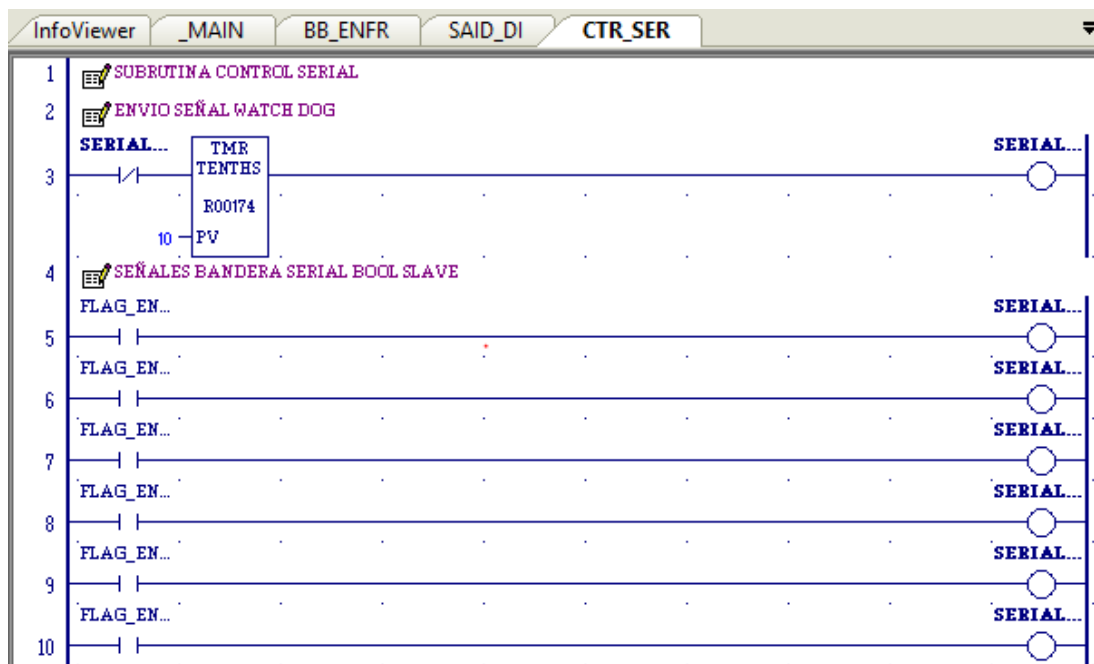 InfoViewer _MAIN BB_ENFR SAID_DI CTR_SER
1 SUBRUTINA CONTROL SERIAL
2 ENVIO SEÑAL WATCH DOG
SERIAL... TMR SERIAL...
TENTHS
3
R00174
10 PV
4 SEÑALES BANDERA SERIAL BOOL SLAVE
FLAG_EN... SERIAL...
5
FLAG_EN... SERIAL...
6
FLAG_EN... SERIAL...
7
FLAG_EN... SERIAL...
8
FLAG_EN... SERIAL...
9
FLAG_EN... SERIAL...
10